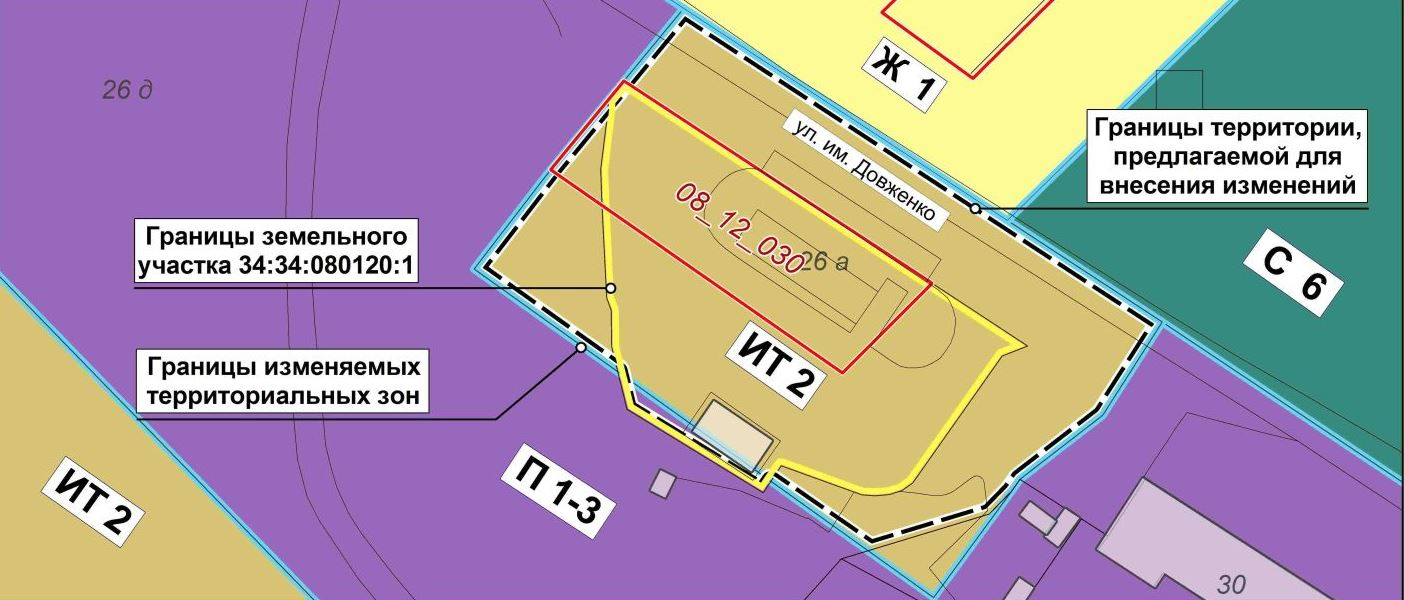 26 д
Ж 1
ул. им. Довженко
Границы территории,
предлагаемой для
внесения изменений
08_12_030
26 а
Границы земельного
участка 34:34:080120:1
С 6
ИТ 2
Границы изменяемых
территориальных зон
ИТ 2
П 1-3
30